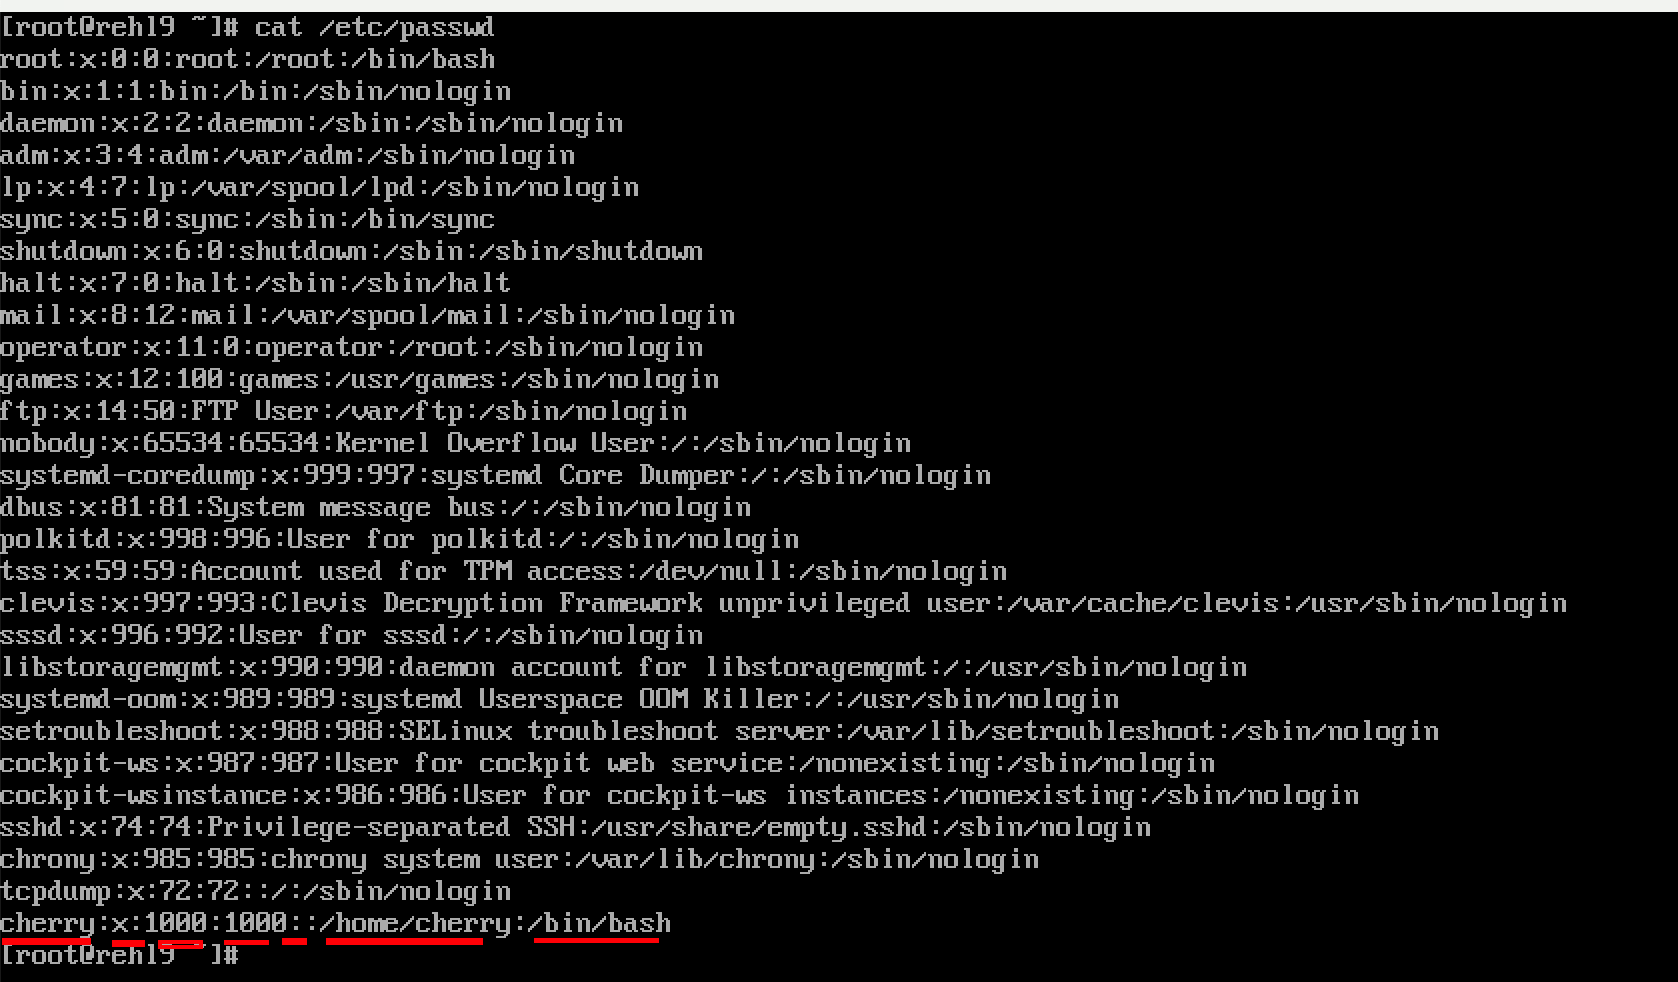 [root@rehl9 ~]# cat /etc/passwd
root:x:0:0:root:/root:/bin/bash
bin:x:1:1:bin:/bin:/sbin/nologin
daemon:x:2:2:daemon:/sbin:/sbin/nologin
adm:x:3:4:adm:/var/adm:/sbin/nologin
lp:x:4:7:lp:/var/spool/lpd:/sbin/nologin
sync:x:5:0:sync:/sbin:/bin/sync
shutdown:x:6:0:shutdown:/sbin:/sbin/shutdown
halt:x:7:0:halt:/sbin:/sbin/halt
mail:x:8:12:mail:/var/spool/mail:/sbin/nologin
operator:x:11:0:operator:/root:/sbin/nologin
games:x:12:100:games:/usr/games:/sbin/nologin
ftp:x:14:50:FTP User:/var/ftp:/sbin/nologin
nobody:x:65534:65534:Kernel Overflow User:/:/sbin/nologin
systemd-coredump:x:999:997:systemd Core Dumper:/:/sbin/nologin
dbus:x:81:81:System message bus:/:/sbin/nologin
polkitd:x:998:996:User for polkitd:/:/sbin/nologin
tss:x:59:59:Account used for TPM access:/dev/null:/sbin/nologin
clevis:x:997:993:Clevis Decryption Framework unprivileged user:/var/cache/clevis:/usr/sbin/nologin
sssd:x:996:992:User for sssd:/:/sbin/nologin
libstoragemgmt:x:990:990:daemon account for libstoragemgmt:/:/usr/sbin/nologin
systemd-oom:x:989:989:systemd Userspace OOM Killer:/:/usr/sbin/nologin
setroubleshoot:x:988:988:SELinux troubleshoot server:/var/lib/setroubleshoot:/sbin/nologin
cockpit-ws:x:987:987:User for cockpit web service:/nonexisting:/sbin/nologin
cockpit-wsinstance:x:986:986:User for cockpit-ws instances:/nonexisting:/sbin/nologin
sshd:x:74:74:Privilege-separated SSH:/usr/share/empty.sshd:/sbin/nologin
chrony:x:985:985:chrony system user:/var/lib/chrony:/sbin/nologin
tcpdump:x:72:72::/:/sbin/nologin
cherry:x:1000:1000::/home/cherry:/bin/bash
[root@rehl9 ~]#